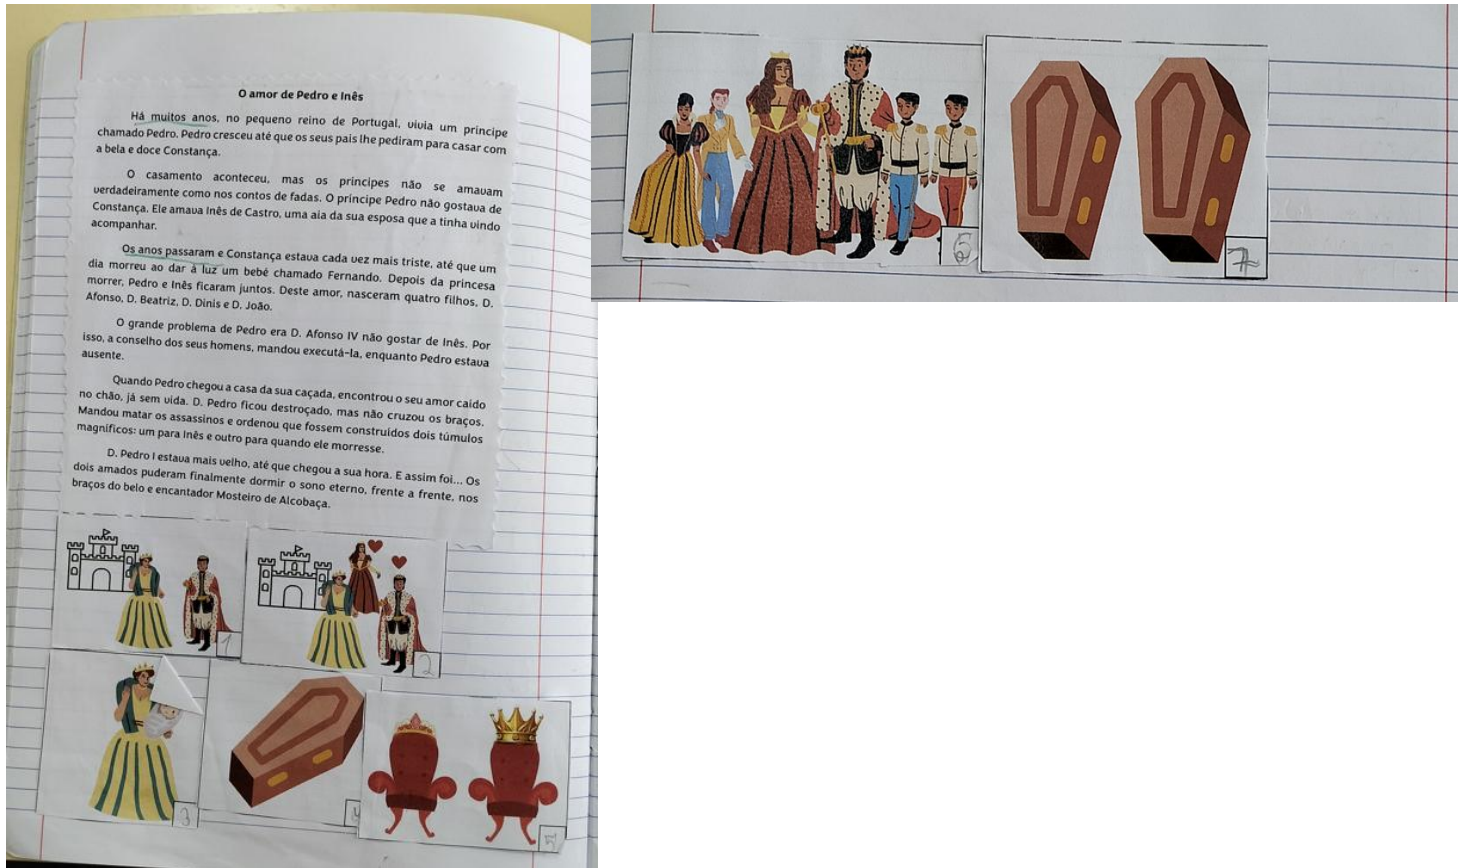 O amor de Pedro e Inês
Há muitos anos, no pequeno reino de Portugal, vivia um príncipe
chamado Pedro. Pedro cresceu até que os seus pais lhe pediram para casar com
a bela e doce Constança.
O casamento aconteceu, mas os príncipes não se amavam
verdadeiramente como nos contos de fadas. O príncipe Pedro não gostava de
Constança. Ele amava Inês de Castro, uma aia da sua esposa que a tinha vindo
acompanhar.
Os anos passaram e Constança estava cada vez mais triste, até que um
dia morreu ao dar à luz um bebé chamado Fernando. Depois da princesa
morrer, Pedro e Inês ficaram juntos. Deste amor, nasceram quatro filhos, D.
Afonso, D. Beatriz, D. Dinis e D. João.
O grande problema de Pedro era D. Afonso IV não gostar de Inês. Por
isso, a conselho dos seus homens, mandou executá-la, enquanto Pedro estava
ausente.
Quando Pedro chegou a casa da sua caçada, encontrou o seu amor caído
no chão, já sem vida. D. Pedro ficou destroçado, mas não cruzou os braços.
Mandou matar os assassinos e ordenou que fossem construídos dois túmulos
magníficos: um para Inês e outro para quando ele morresse.
D. Pedro I estava mais velho, até que chegou a sua hora. E assim foi... Os
dois amados puderam finalmente dormir o sono eterno, frente a frente, nos
braços do belo e encantador Mosteiro de Alcobaça.
1
2
3
4
7